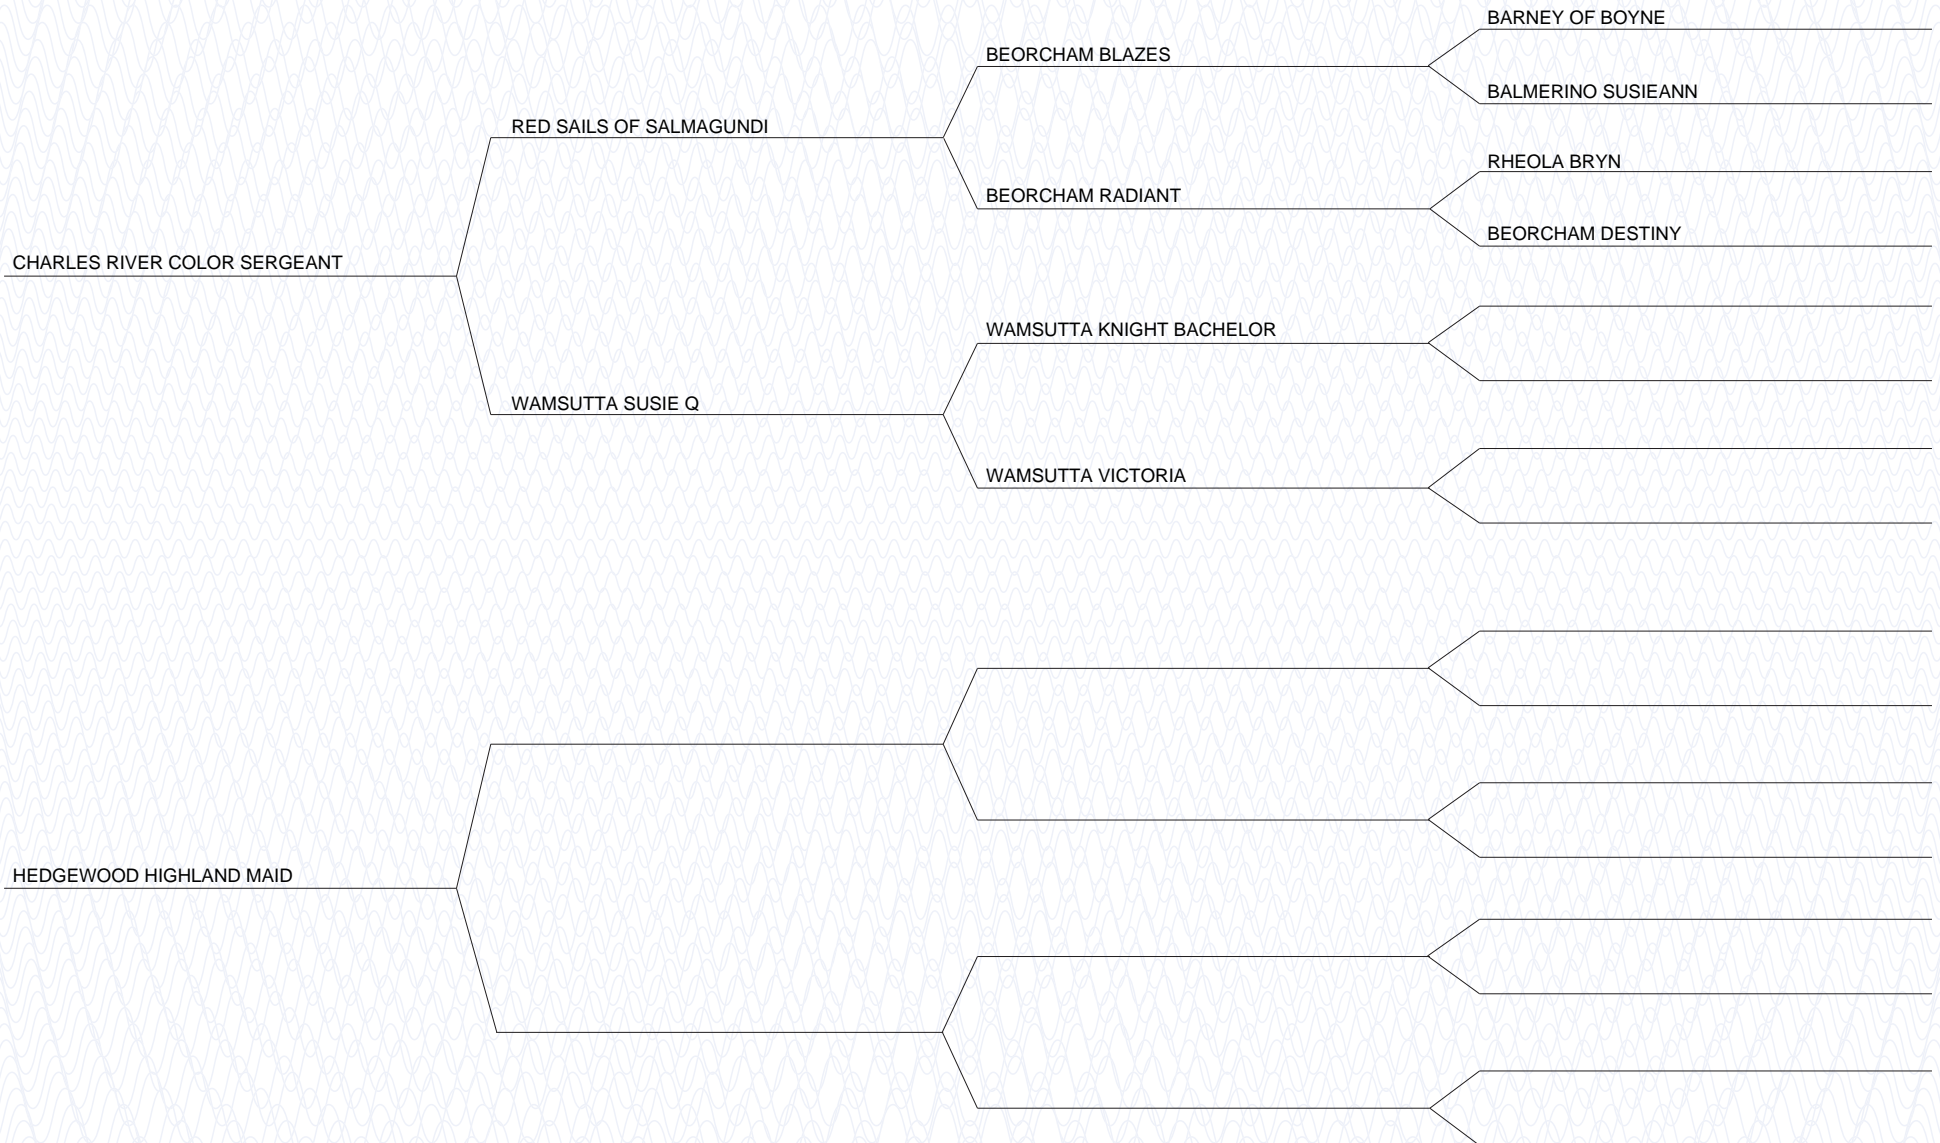 BARNEY OF BOYNE
BEORCHAM BLAZES
BALMERINO SUSIEANN
RED SAILS OF SALMAGUNDI
RHEOLA BRYN
BEORCHAM RADIANT
BEORCHAM DESTINY
CHARLES RIVER COLOR SERGEANT
WAMSUTTA KNIGHT BACHELOR
WAMSUTTA SUSIE Q
WAMSUTTA VICTORIA
HEDGEWOOD HIGHLAND MAID